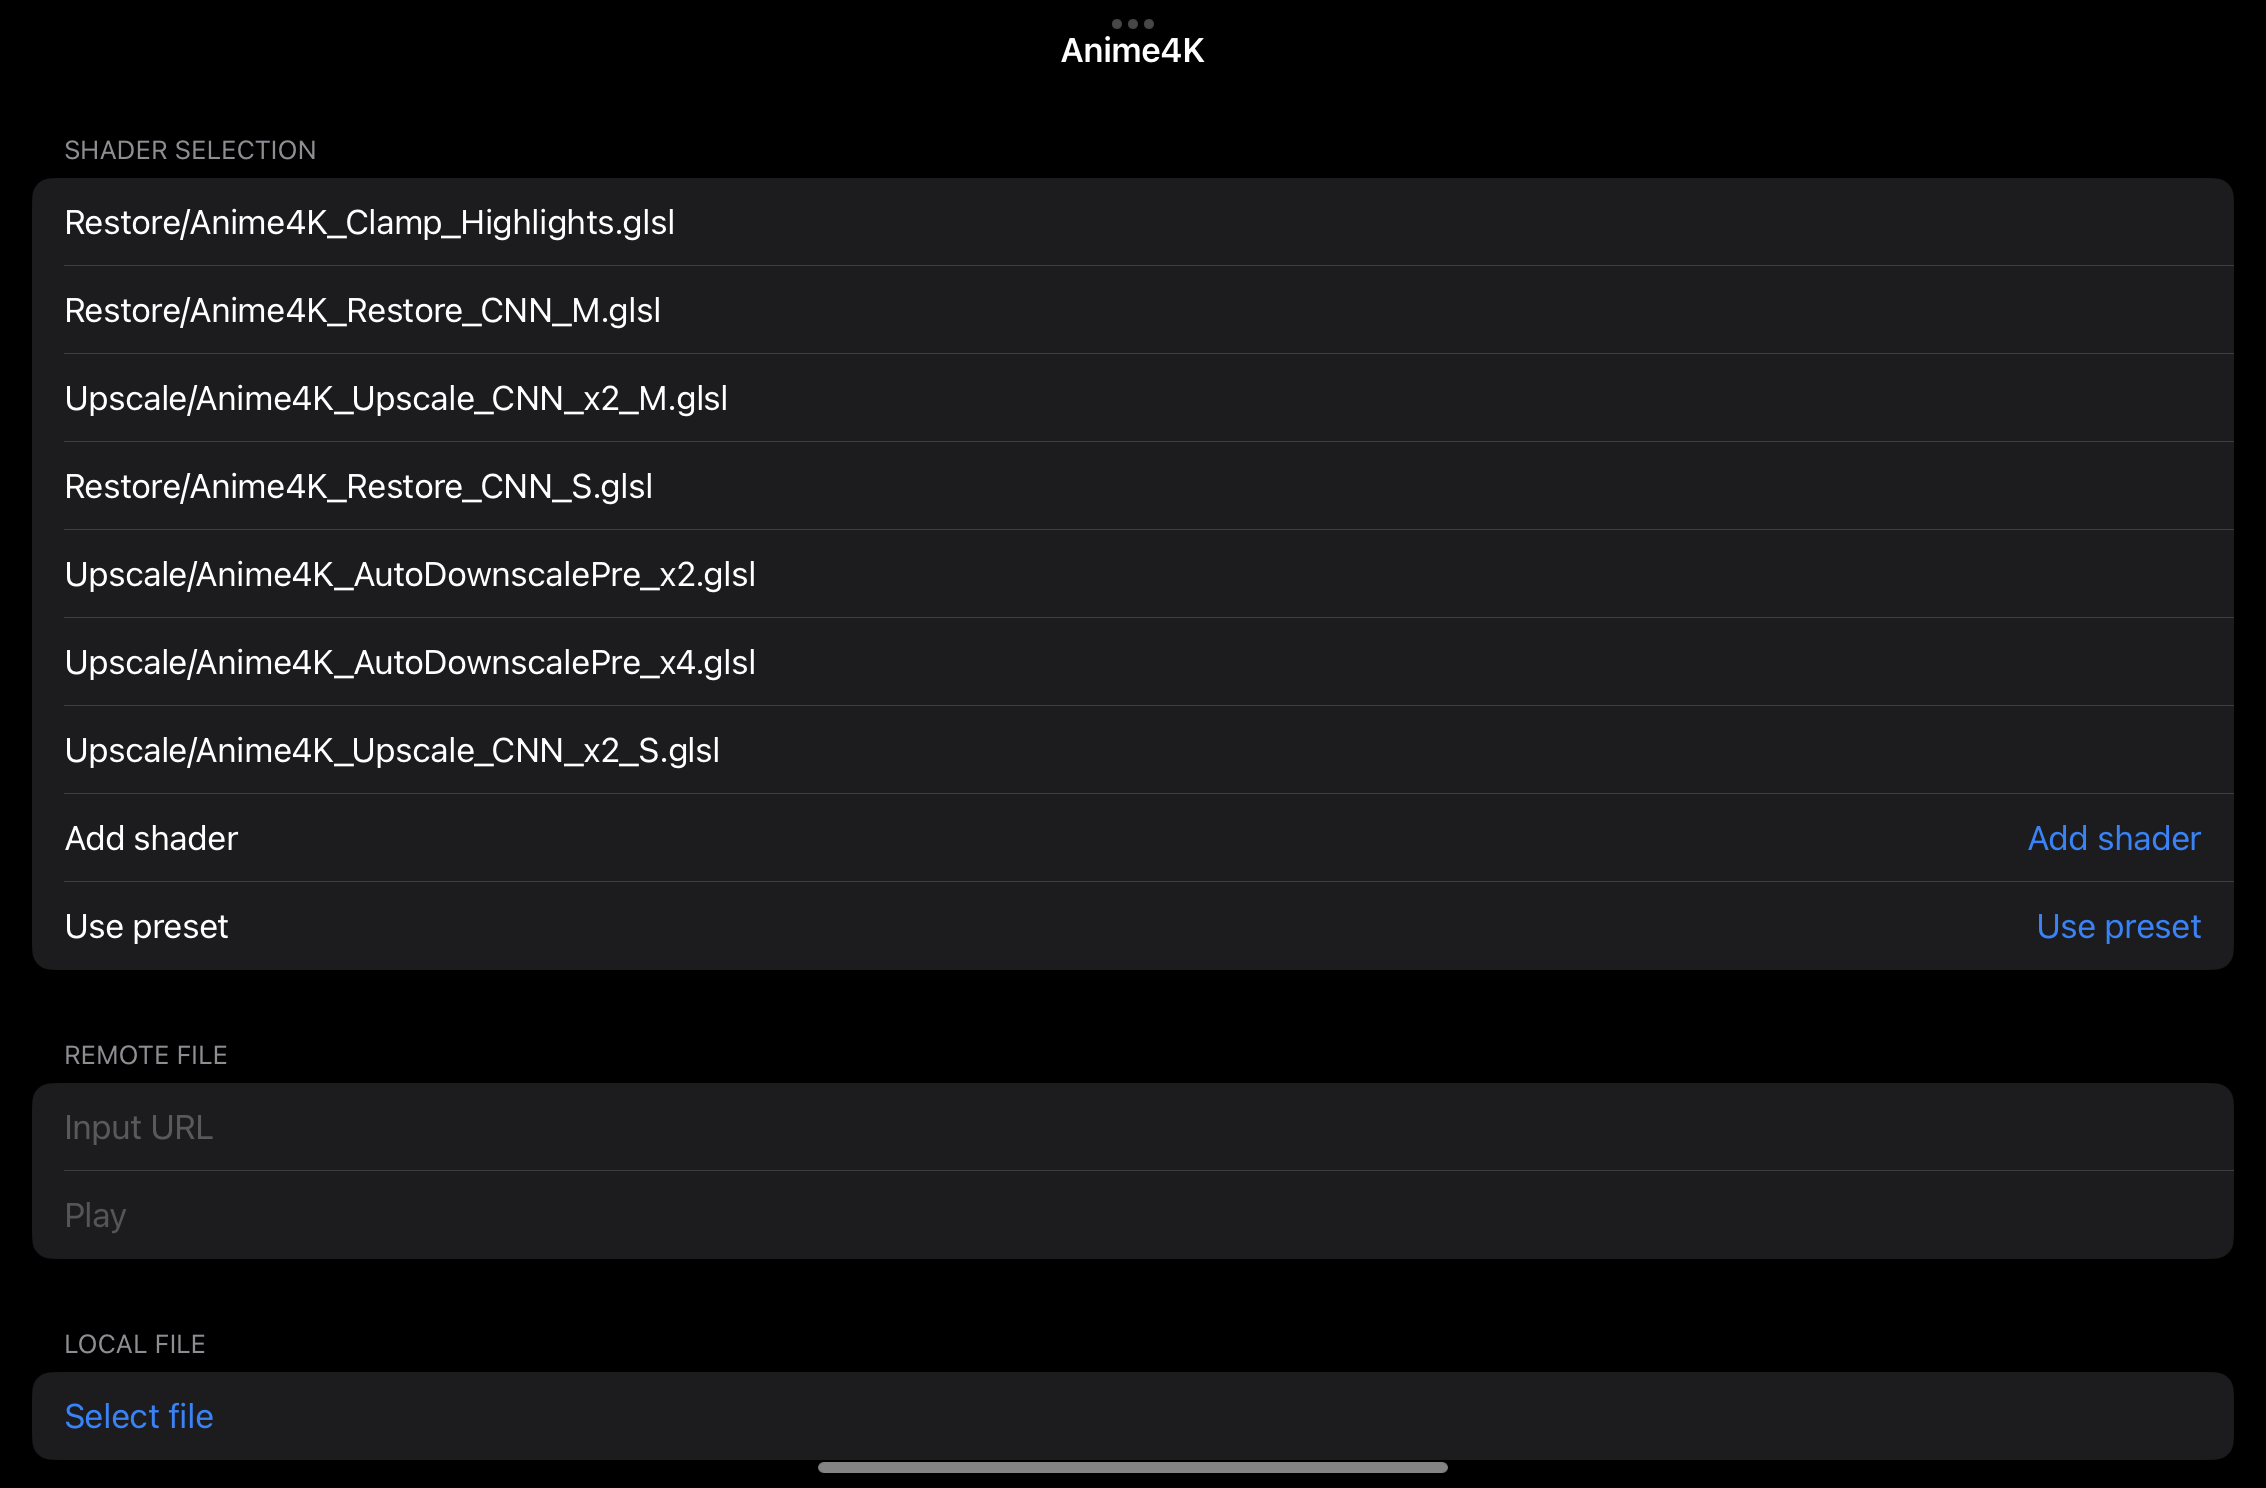 Anime4K
SHADER SELECTION
Restore/Anime4K_Clamp_Highlights.glsl
Restore/Anime4K_Restore_CNN_M.glsl
Upscale/Anime4K_Upscale_CNN_x2_M.glsl
Restore/Anime4K_Restore_CNN_S.glsl
Upscale/Anime4K_AutoDownscalePre_x2.glsl
Upscale/Anime4K_AutoDownscalePre_x4.glsl
Upscale/Anime4K_Upscale_CNN_x2_S.glsl
Add shader Add shader
Use preset Use preset
REMOTE FILE
Input URL
Play
LOCAL FILE
Select file